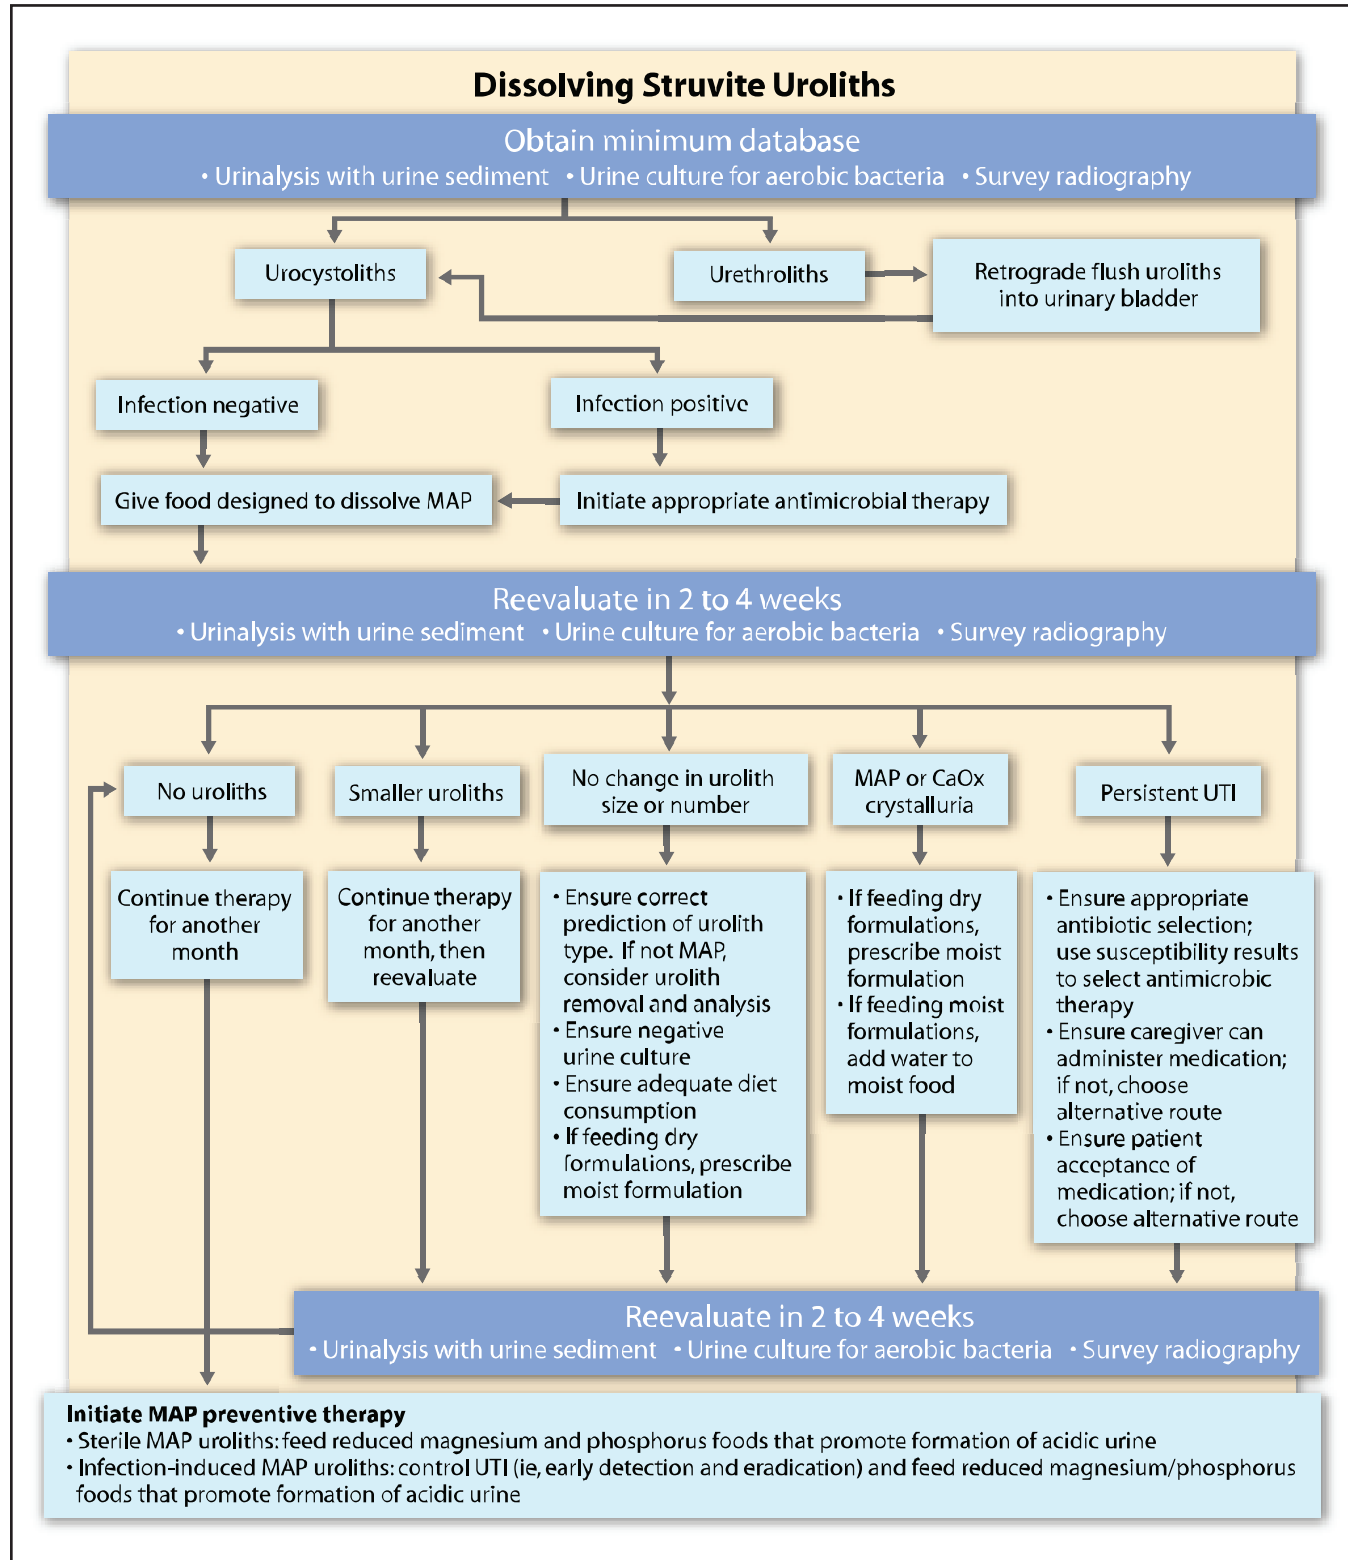 Dissolving Struvite Uroliths
Obtain minimum database
• Urinalysis with urine sediment • Urine culture for aerobic bacteria • Survey radiography
Urocystoliths
Urethroliths
Retrograde flush uroliths
into urinary bladder
Infection negative
Infection positive
Give food designed to dissolve MAP
Initiate appropriate antimicrobial therapy
Reevaluate in 2 to 4 weeks
• Urinalysis with urine sediment • Urine culture for aerobic bacteria • Survey radiography
No uroliths
Smaller uroliths
No change in urolith
size or number
MAP or CaOx
crystalluria
Persistent UTI
Continue therapy
for another
month
Continue therapy
for another
month, then
reevaluate
• Ensure correct
prediction of urolith
type. If not MAP,
consider urolith
removal and analysis
• Ensure negative
urine culture
• Ensure adequate diet
consumption
• If feeding dry
formulations, prescribe
moist formulation
• If feeding dry
formulations,
prescribe moist
formulation
• If feeding moist
formulations,
add water to
moist food
• Ensure appropriate
antibiotic selection;
use susceptibility results
to select antimicrobic
therapy
• Ensure caregiver can
administer medication;
if not, choose
alternative route
• Ensure patient
acceptance of
medication; if not,
choose alternative route
Reevaluate in 2 to 4 weeks
• Urinalysis with urine sediment • Urine culture for aerobic bacteria • Survey radiography
Initiate MAP preventive therapy
• Sterile MAP uroliths: feed reduced magnesium and phosphorus foods that promote formation of acidic urine
• Infection-induced MAP uroliths: control UTI (ie, early detection and eradication) and feed reduced magnesium/phosphorus
foods that promote formation of acidic urine